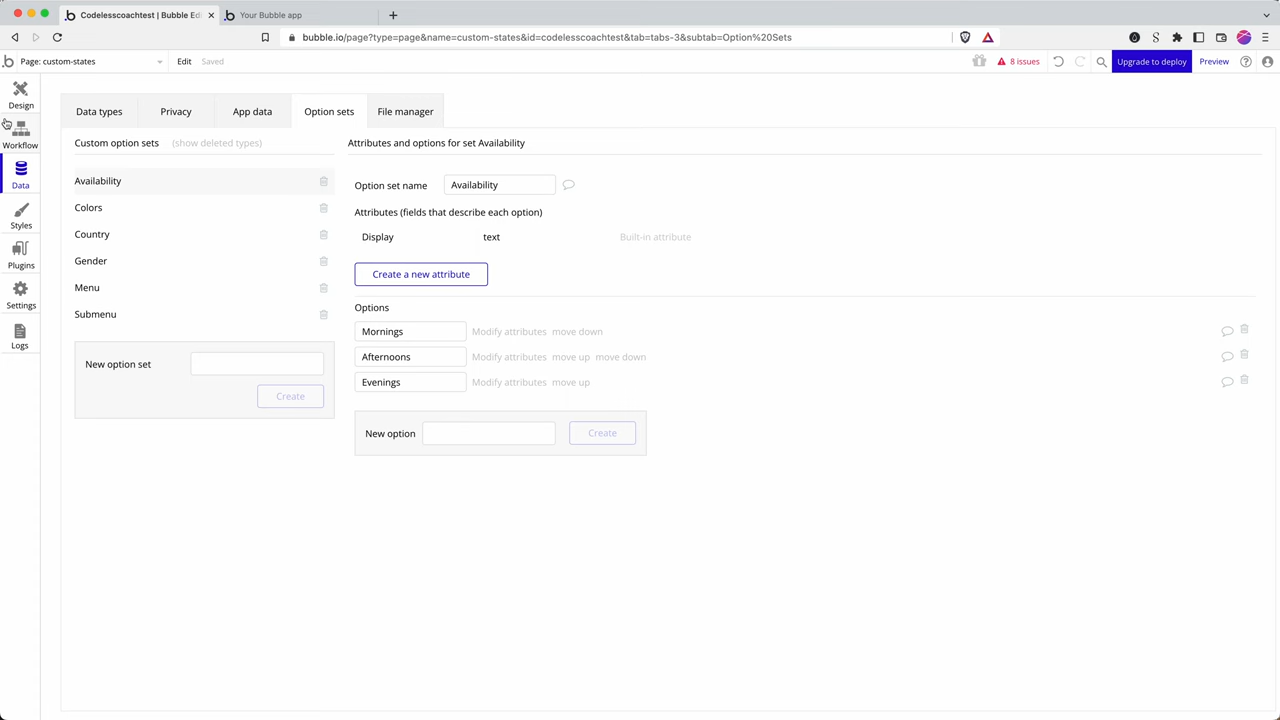 Codelesscoachtest | Bubble Ed
Your Bubble app
bubble.io/page?type=page&name=custom-states&id=codelesscoachtest&tab=tabs-3&subtab=Option%20Sets
Page: custom-states
Edit
Saved
8 issues
Upgrade to deploy
Preview
Design
Workflow
Data
Styles
Plugins
Settings
Logs
Data types
Privacy
App data
Option sets
File manager
Custom option sets (show deleted types)
Availability
Colors
Country
Gender
Menu
Submenu
New option set
Create
Attributes and options for set Availability
Option set name Availability
Attributes (fields that describe each option)
Display text Built-in attribute
Create a new attribute
Options
Mornings Modify attributes move down
Afternoons Modify attributes move up move down
Evenings Modify attributes move up
New option Create